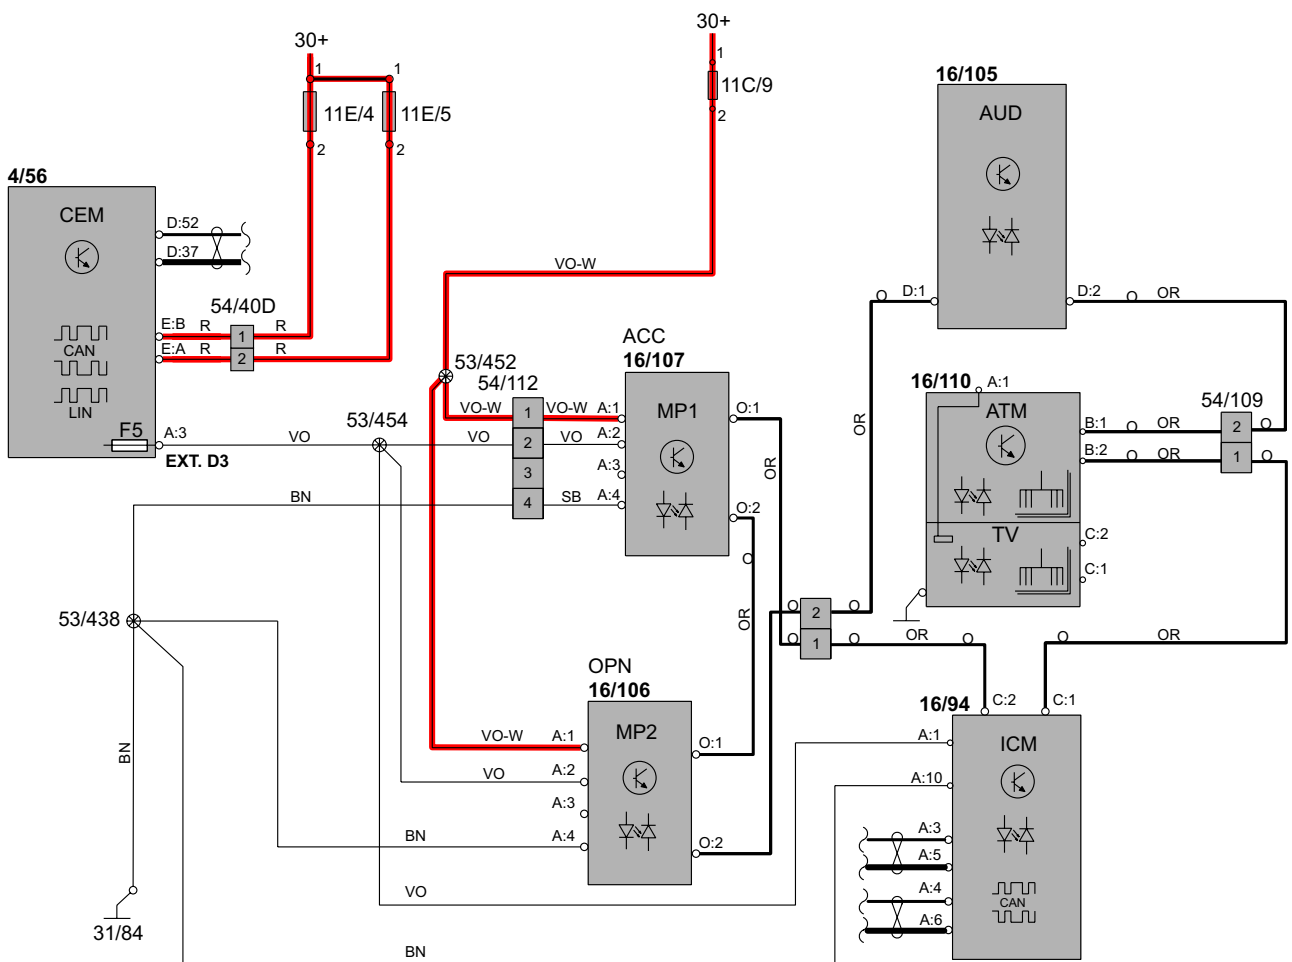 30+
30+
1
1
1
11E/4
11E/5
11C/9
2
2
2
16/105
AUD
4/56
CEM
D:52
D:37
VO-W
54/40D
E:B R 1 R
E:A R 2 R
CAN
LIN
F5
A:3
VO
EXT. D3
D:1
D:2
O
O
OR
OR
ACC
16/107
53/452
54/112
53/454
VO-W
1
VO-W
A:1
VO
2
VO
A:2
3
A:3
BN
4
SB
A:4
MP1
O:1
O:2
OR
O
OR
16/110
A:1
ATM
TV
B:1
O
OR
B:2
O
OR
54/109
2
O
1
O
C:2
C:1
53/438
O
2
O
O
1
O
OR
O
O
OR
OPN
16/106
MP2
VO-W
A:1
VO
A:2
A:3
BN
A:4
O:1
O:2
16/94
C:2
C:1
ICM
A:1
A:10
A:3
A:5
A:4
A:6
CAN
BN
VO
31/84
BN